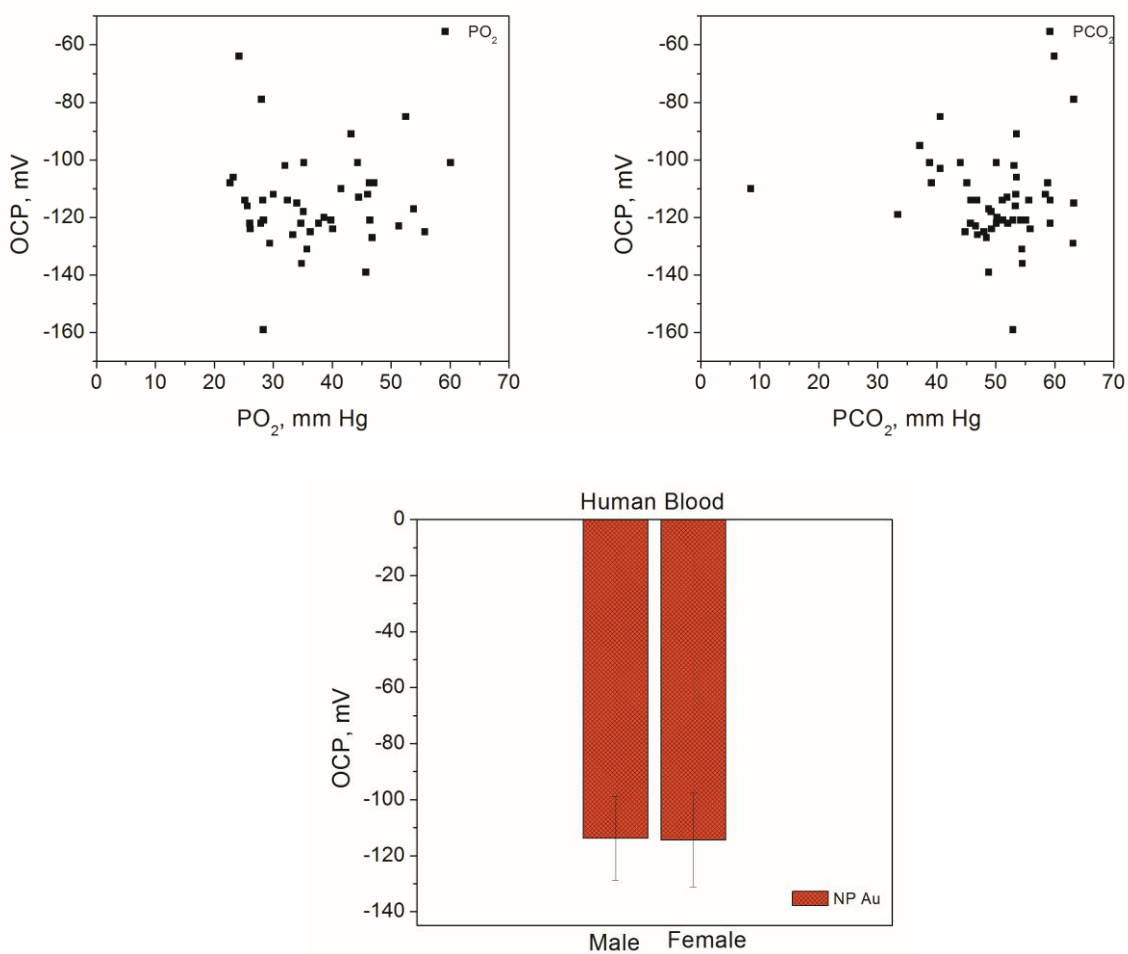 PO2
-60
-80
-100
-120
-140
-160
OCP, mV
0 10 20 30 40 50 60 70
PO2, mm Hg
PCO2
-60
-80
-100
-120
-140
-160
OCP, mV
0 10 20 30 40 50 60 70
PCO2, mm Hg
Human Blood
0
-20
-40
-60
-80
-100
-120
-140
OCP, mV
NP Au
Male Female